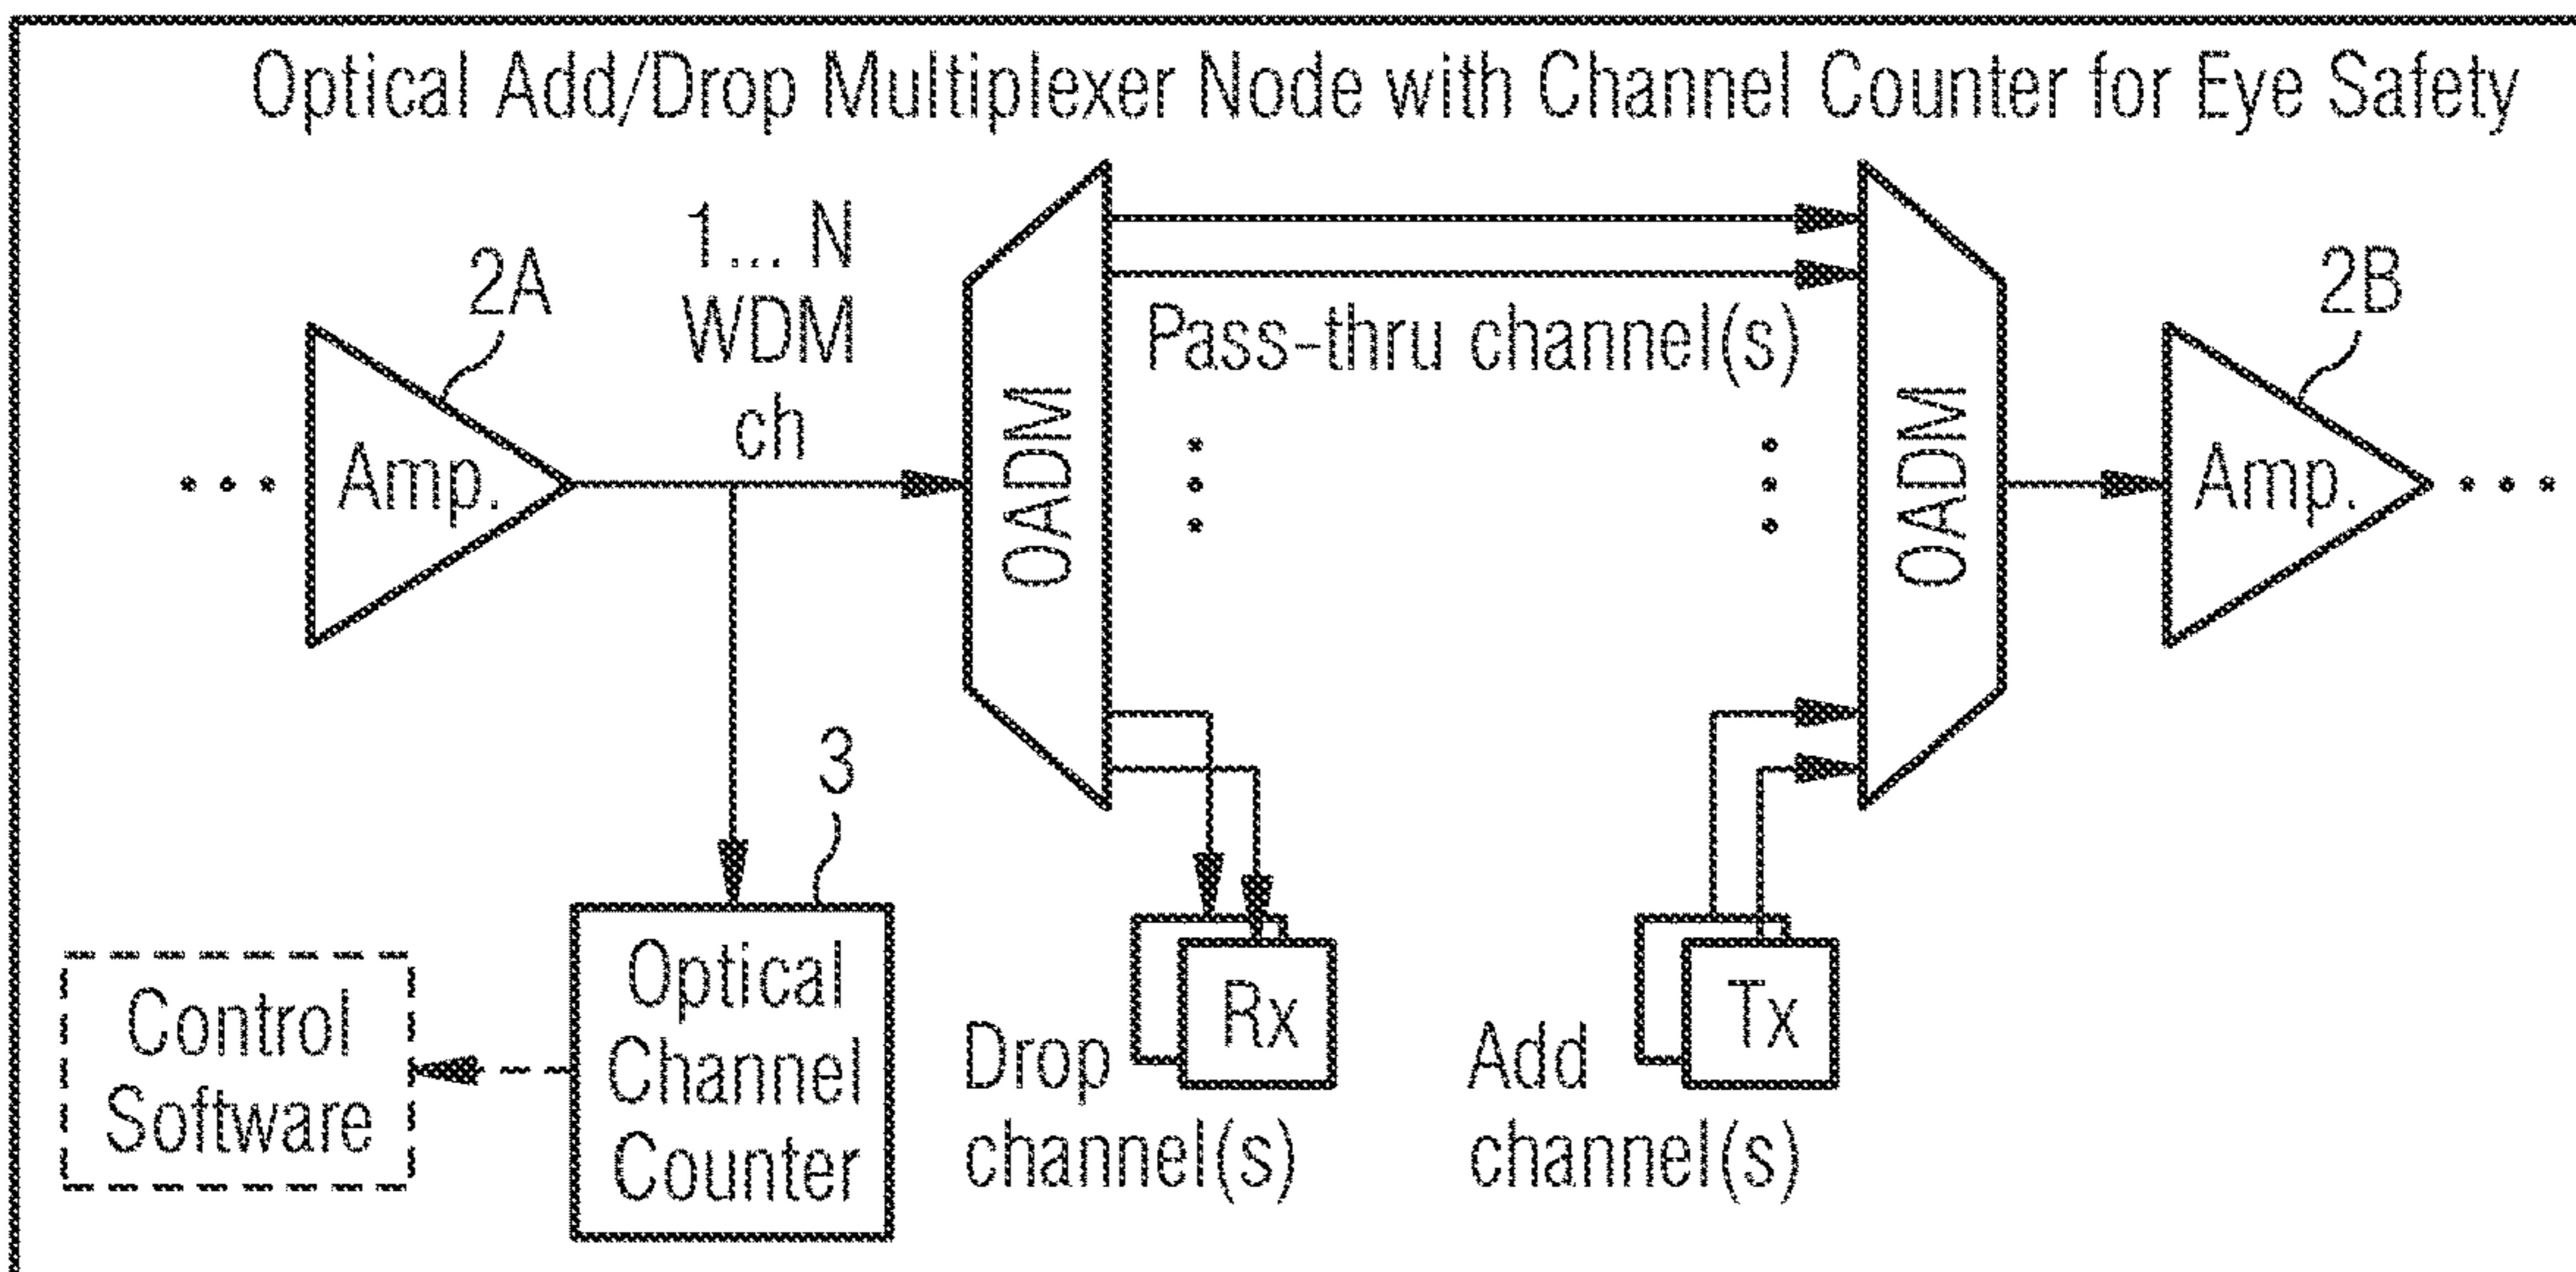 Optical Add/Drop Multiplexer Node with Channel Counter for Eye Safety
2A
1... N
WDM
ch
Amp.
OADM
Pass-thru channel(s)
OADM
2B
Amp.
3
Optical
Channel
Counter
Control
Software
Drop
channel(s)
Rx
Add
channel(s)
Tx